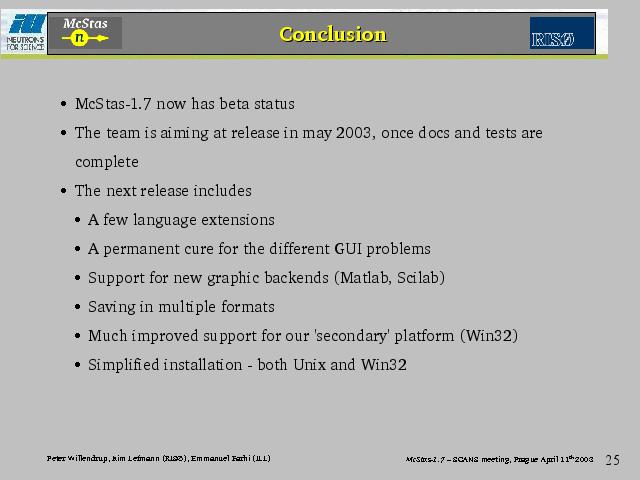 NEUTRONS
FOR SCIENCE
McStas
n
Conclusion
RISØ
• McStas-1.7 now has beta status
• The team is aiming at release in may 2003, once docs and tests are
complete
• The next release includes
• A few language extensions
• A permanent cure for the different GUI problems
• Support for new graphic backends (Matlab, Scilab)
• Saving in multiple formats
• Much improved support for our 'secondary' platform (Win32)
• Simplified installation - both Unix and Win32
Peter Willendrup, Kim Lefmann (RISØ), Emmanuel Farhi (ILL)
McStas-1.7 – SCANS meeting, Prague April 11th 2003
25